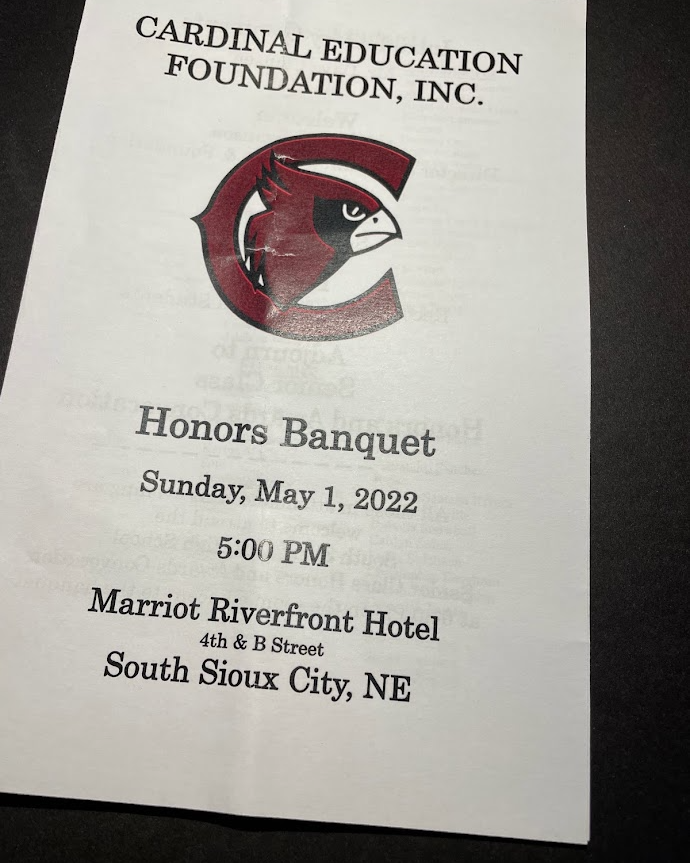 CARDINAL EDUCATION
FOUNDATION, INC.
Honors Banquet
Sunday, May 1, 2022
5:00 PM
Marriot Riverfront Hotel
4th & B Street
South Sioux City, NE